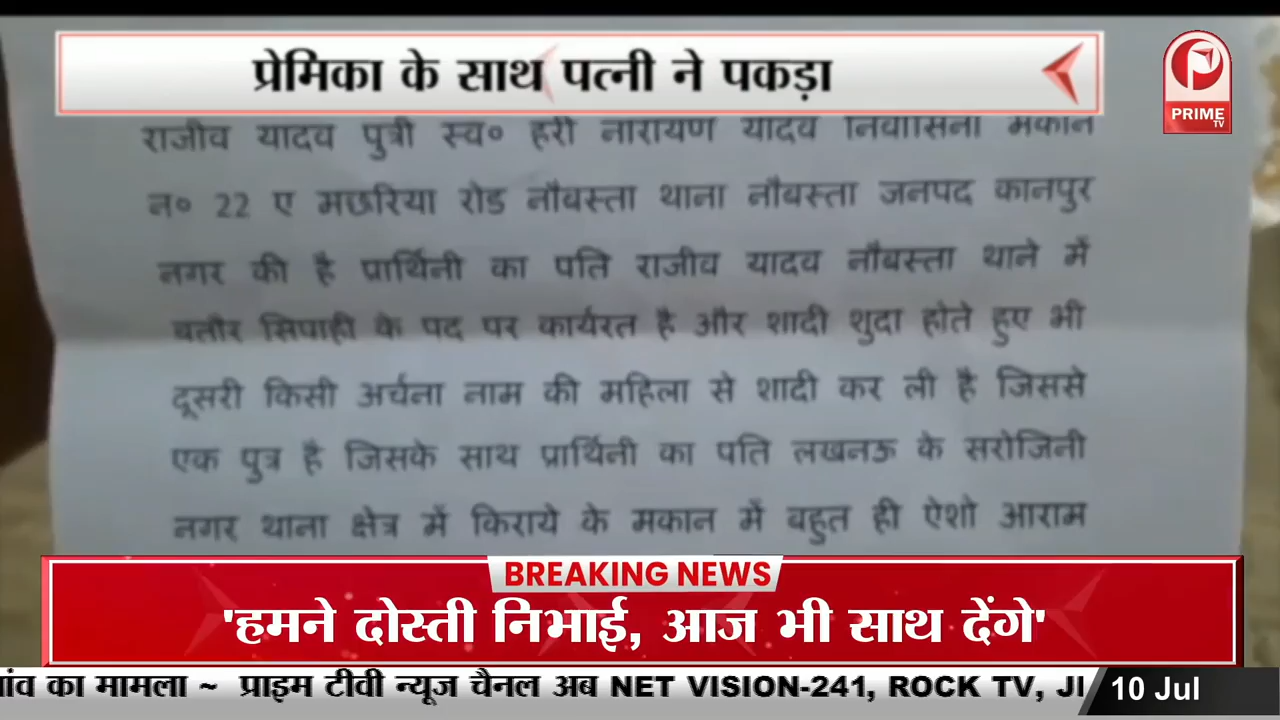 प्रेमिका के साथ पत्नी ने पकड़ा
PRIME
TV
राजीव यादव पुत्री स्व० हरी नारायण यादव निवासिनी मकान
न० 22 ए मछरिया रोड नौबस्ता थाना नौबस्ता जनपद कानपुर
नगर की है प्रार्थिनी का पति राजीव यादव नौबस्ता थाने में
बतौर सिपाही के पद पर कार्यरत है और शादी शुदा होते हुए भी
दूसरी किसी अर्चना नाम की महिला से शादी कर ली है जिससे
एक पुत्र है जिसके साथ प्रार्थिनी का पति लखनऊ के सरोजिनी
नगर थाना क्षेत्र में किराये के मकान में बहुत ही ऐशो आराम
BREAKING NEWS
'हमने दोस्ती निभाई, आज भी साथ देंगे'
ांव का मामला ~ प्राइम टीवी न्यूज चैनल अब NET VISION-241, ROCK TV, JI
10 Jul